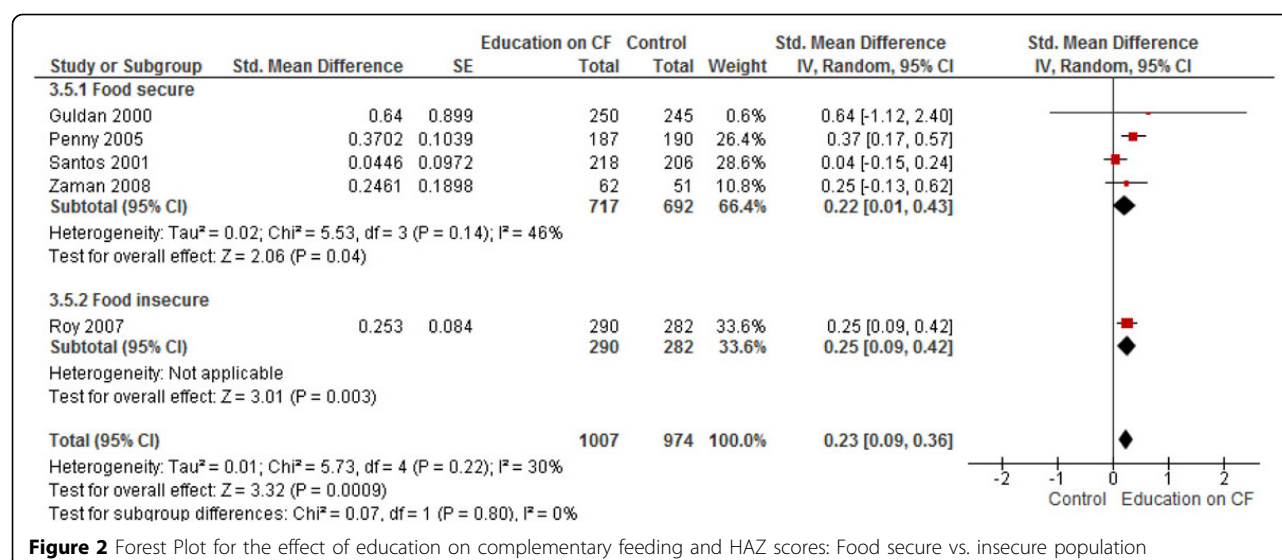 Education on CF Control Std. Mean Difference Std. Mean Difference
Study or Subgroup Std. Mean Difference SE Total Total Weight IV, Random, 95% CI IV, Random, 95% CI
3.5.1 Food secure
Guldan 2000 0.64 0.899 250 245 0.6% 0.64 [-1.12, 2.40]
Penny 2005 0.3702 0.1039 187 190 26.4% 0.37 [0.17, 0.57]
Santos 2001 0.0446 0.0972 218 206 28.6% 0.04 [-0.15, 0.24]
Zaman 2008 0.2461 0.1898 62 51 10.8% 0.25 [-0.13, 0.62]
Subtotal (95% CI) 717 692 66.4% 0.22 [0.01, 0.43]
Heterogeneity: Tau² = 0.02; Chi² = 5.53, df = 3 (P = 0.14); I² = 46%
Test for overall effect: Z = 2.06 (P = 0.04)
3.5.2 Food insecure
Roy 2007 0.253 0.084 290 282 33.6% 0.25 [0.09, 0.42]
Subtotal (95% CI) 290 282 33.6% 0.25 [0.09, 0.42]
Heterogeneity: Not applicable
Test for overall effect: Z = 3.01 (P = 0.003)
Total (95% CI) 1007 974 100.0% 0.23 [0.09, 0.36]
Heterogeneity: Tau² = 0.01; Chi² = 5.73, df = 4 (P = 0.22); I² = 30%
Test for overall effect: Z = 3.32 (P = 0.0009)
Test for subgroup differences: Chi² = 0.07, df = 1 (P = 0.80), I² = 0%
-2 -1 0 1 2
Control Education on CF
Figure 2 Forest Plot for the effect of education on complementary feeding and HAZ scores: Food secure vs. insecure population